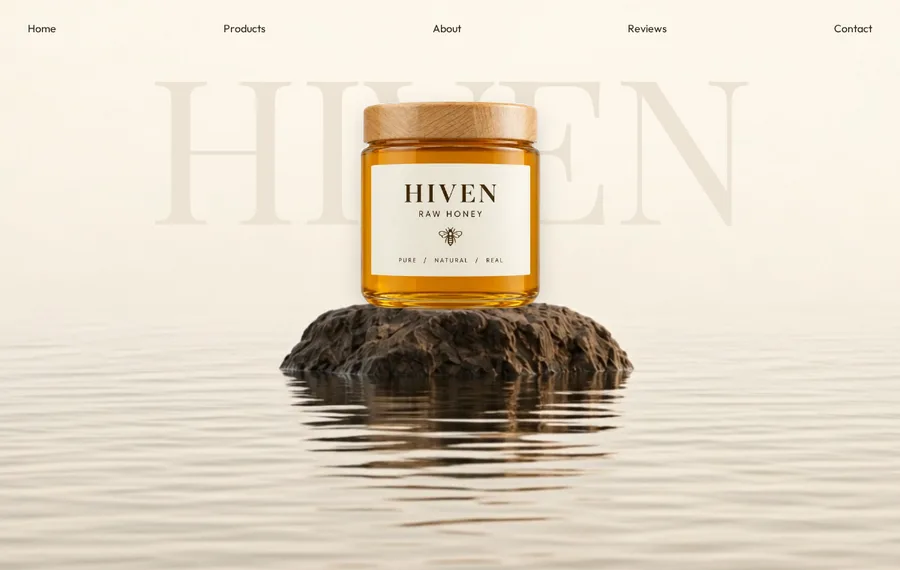 Home Products About Reviews Contact
HIVEN
HIVEN
RAW HONEY
PURE / NATURAL / REAL